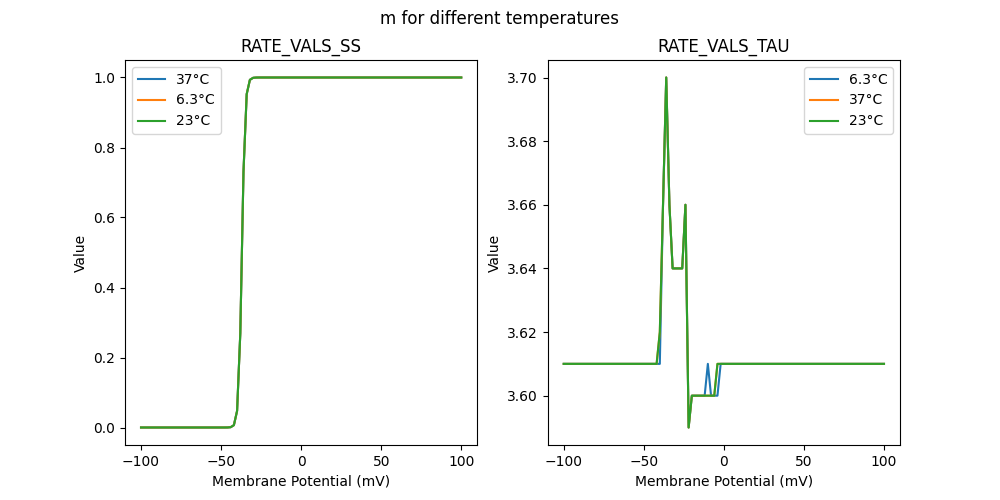 m for different temperatures
RATE_VALS_SS
1.0
0.8
0.6
0.4
0.2
0.0
Value
−100
−50
0
50
100
Membrane Potential (mV)
37°C
6.3°C
23°C
RATE_VALS_TAU
3.70
3.68
3.66
3.64
3.62
3.60
Value
−100
−50
0
50
100
Membrane Potential (mV)
6.3°C
37°C
23°C